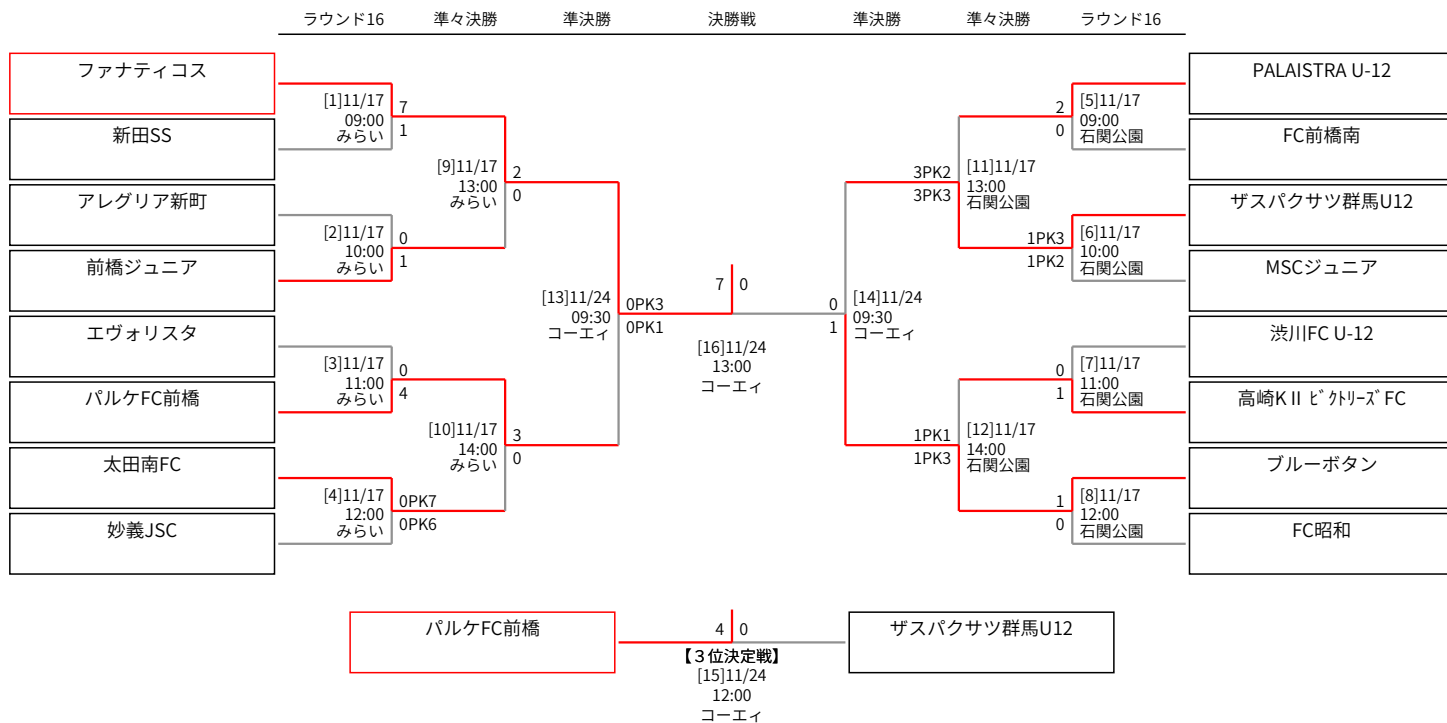 ラウンド16 準々決勝 準決勝 決勝戦 準決勝 準々決勝 ラウンド16
ファナティコス
新田SS
アレグリア新町
前橋ジュニア
エヴォリスタ
パルケFC前橋
太田南FC
妙義JSC
[1]11/17
09:00
みらい
7
1
[2]11/17
10:00
みらい
0
1
[3]11/17
11:00
みらい
0
4
[4]11/17
12:00
みらい
0PK7
0PK6
[9]11/17
13:00
みらい
2
0
[10]11/17
14:00
みらい
3
0
[13]11/24
09:30
コーエィ
0PK3
0PK1
7 0
[16]11/24
13:00
コーエィ
0
1
[14]11/24
09:30
コーエィ
3PK2
3PK3
[11]11/17
13:00
石関公園
1PK1
1PK3
[12]11/17
14:00
石関公園
2
0
[5]11/17
09:00
石関公園
1PK3
1PK2
[6]11/17
10:00
石関公園
0
1
[7]11/17
11:00
石関公園
1
0
[8]11/17
12:00
石関公園
PALAISTRA U-12
FC前橋南
ザスパクサツ群馬U12
MSCジュニア
渋川FC U-12
高崎KⅡ ﾋﾞｸﾄﾘｰｽﾞFC
ブルーボタン
FC昭和
パルケFC前橋
4 0
ザスパクサツ群馬U12
【３位決定戦】
[15]11/24
12:00
コーエィ